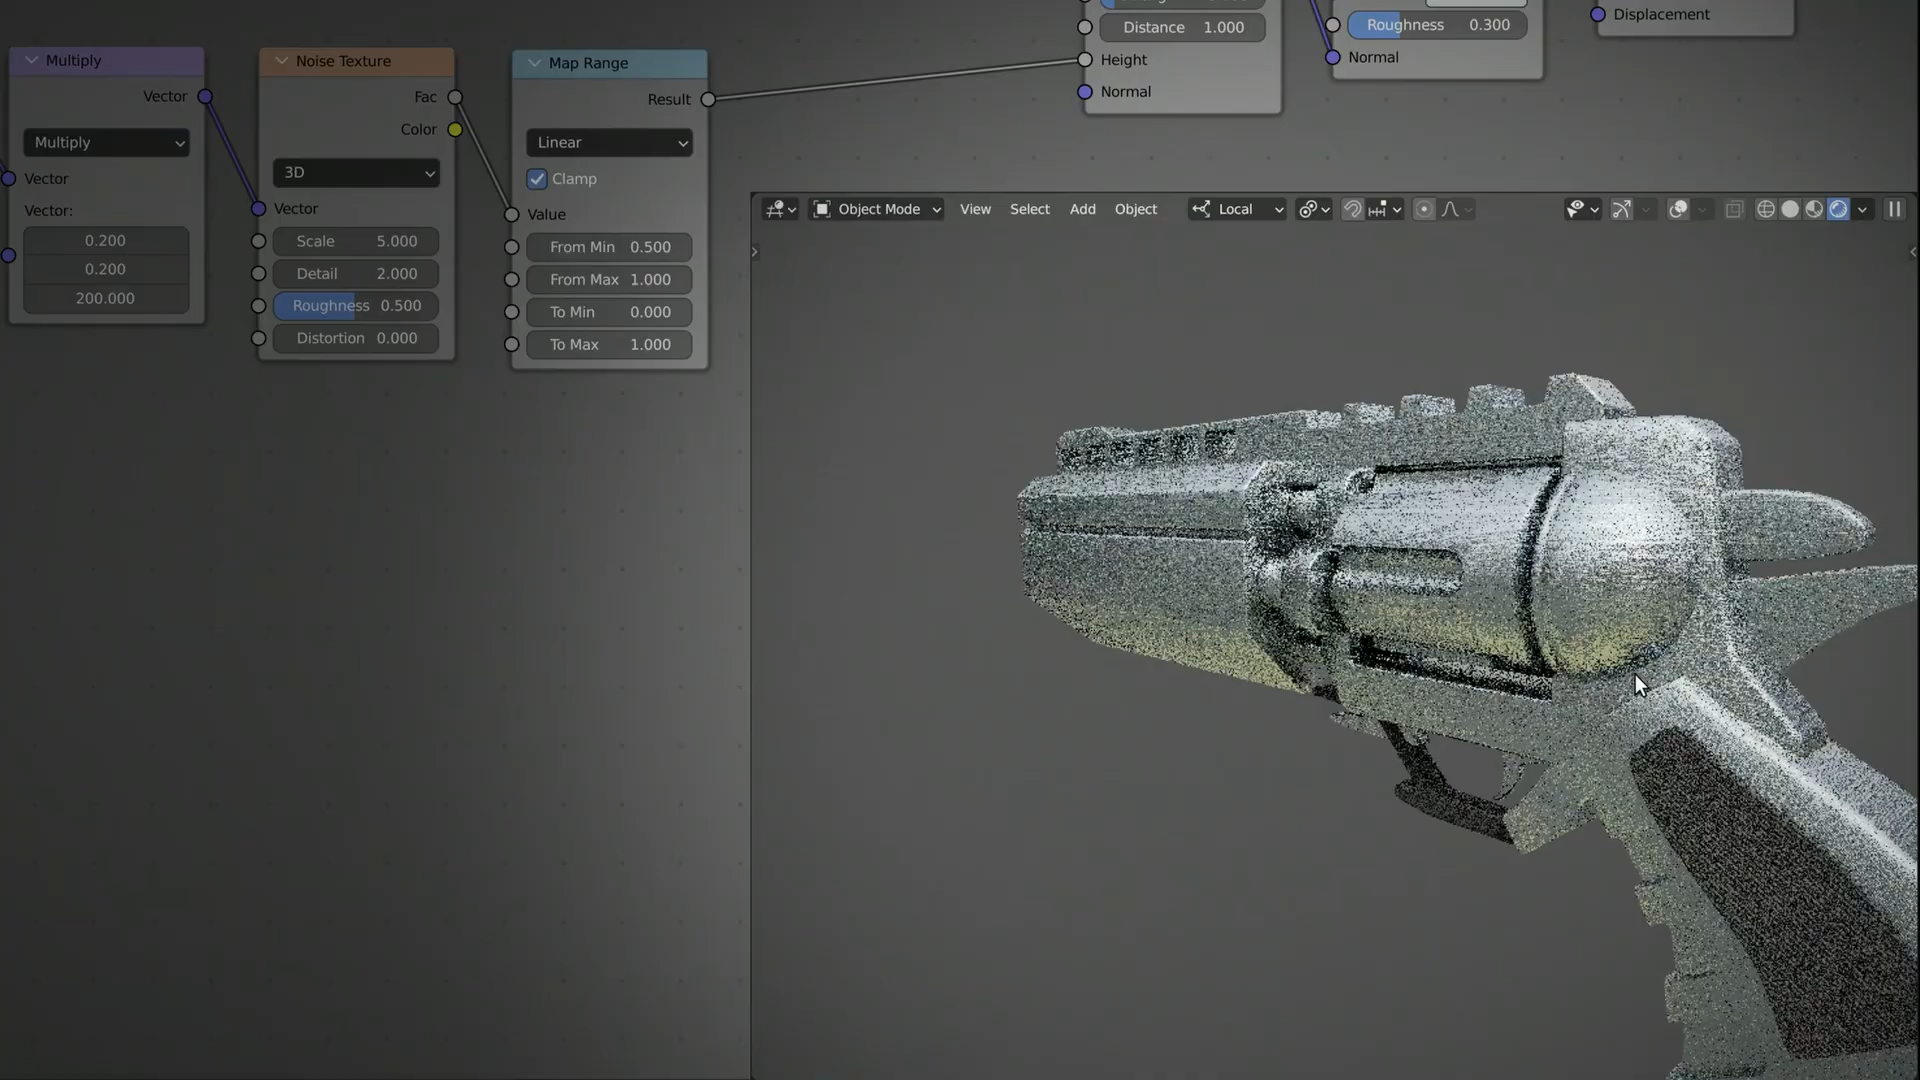 Multiply
Vector
Multiply
Vector
Vector:
0.200
0.200
200.000
Noise Texture
Fac
Color
3D
Vector
Scale 5.000
Detail 2.000
Roughness 0.500
Distortion 0.000
Map Range
Result
Linear
Clamp
Value
From Min 0.500
From Max 1.000
To Min 0.000
To Max 1.000
Distance 1.000
Height
Normal
Roughness 0.300
Normal
Displacement
Object Mode View Select Add Object Local